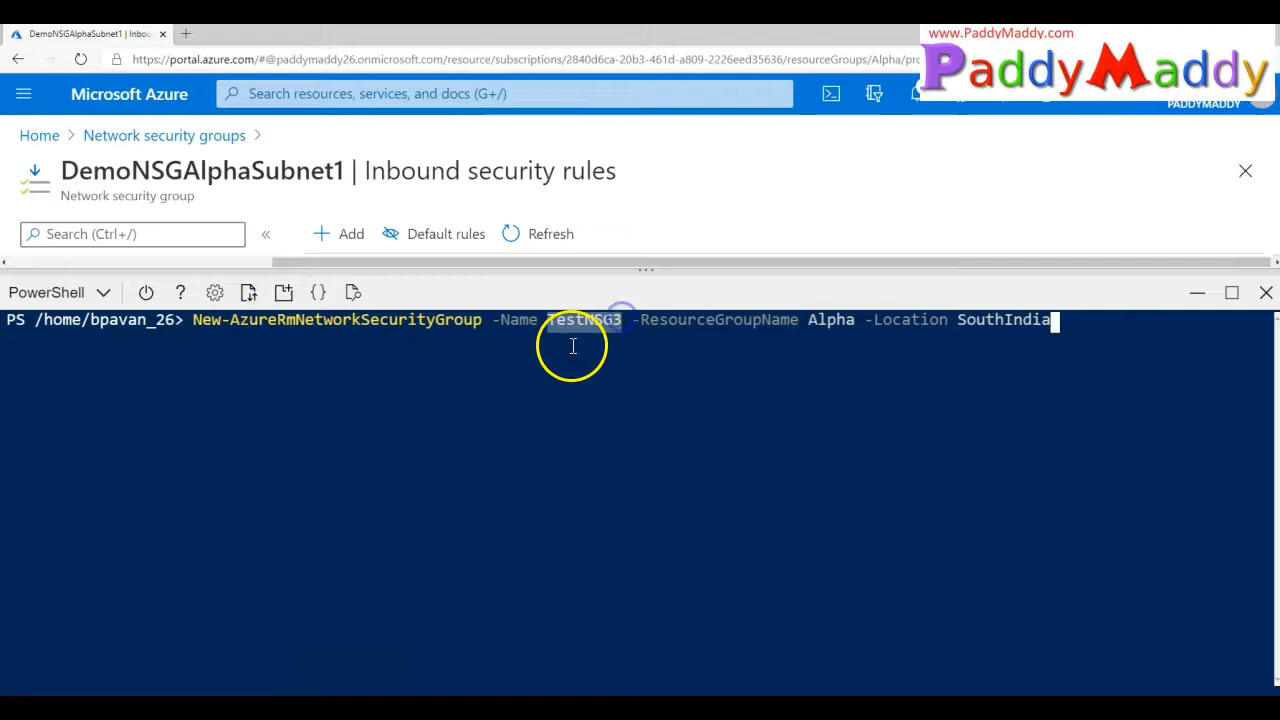 DemoNSGAlphaSubnet1 | Inbou
www.PaddyMaddy.com
PaddyMaddy
https://portal.azure.com/#@paddymaddy26.onmicrosoft.com/resource/subscriptions/2840d6ca-20b3-461d-a809-2226eed35636/resourceGroups/Alpha/pro
Microsoft Azure
Search resources, services, and docs (G+/)
PADDYMADDY
Home > Network security groups >
DemoNSGAlphaSubnet1 | Inbound security rules
Network security group
Search (Ctrl+/)
«
Add
Default rules
Refresh
PowerShell
?
{}
PS /home/bpavan_26> New-AzureRmNetworkSecurityGroup -Name TestNSG3 -ResourceGroupName Alpha -Location SouthIndia